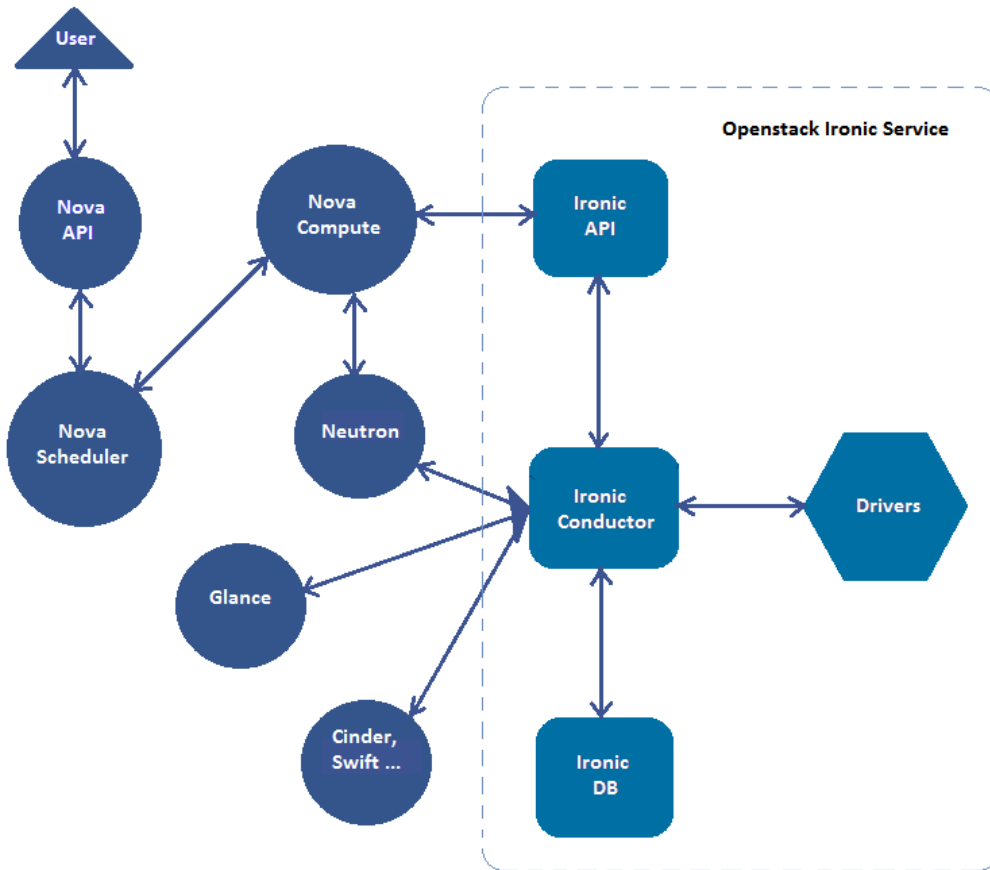 User
Openstack Ironic Service
Nova
API
Nova
Compute
Ironic
API
Nova
Scheduler
Neutron
Ironic
Conductor
Drivers
Glance
Cinder,
Swift ...
Ironic
DB